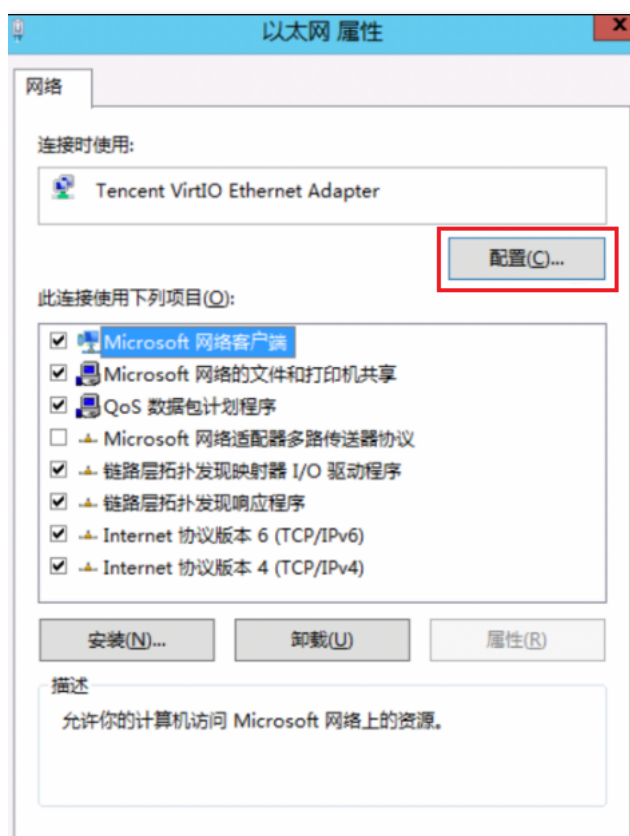 以太网 属性
x
网络
连接时使用:
Tencent VirtIO Ethernet Adapter
配置(C)...
此连接使用下列项目(O):
Microsoft 网络客户端
Microsoft 网络的文件和打印机共享
QoS 数据包计划程序
Microsoft 网络适配器多路传送器协议
链路层拓扑发现映射器 I/O 驱动程序
链路层拓扑发现响应程序
Internet 协议版本 6 (TCP/IPv6)
Internet 协议版本 4 (TCP/IPv4)
安装(N)... 卸载(U) 属性(R)
描述
允许你的计算机访问 Microsoft 网络上的资源。